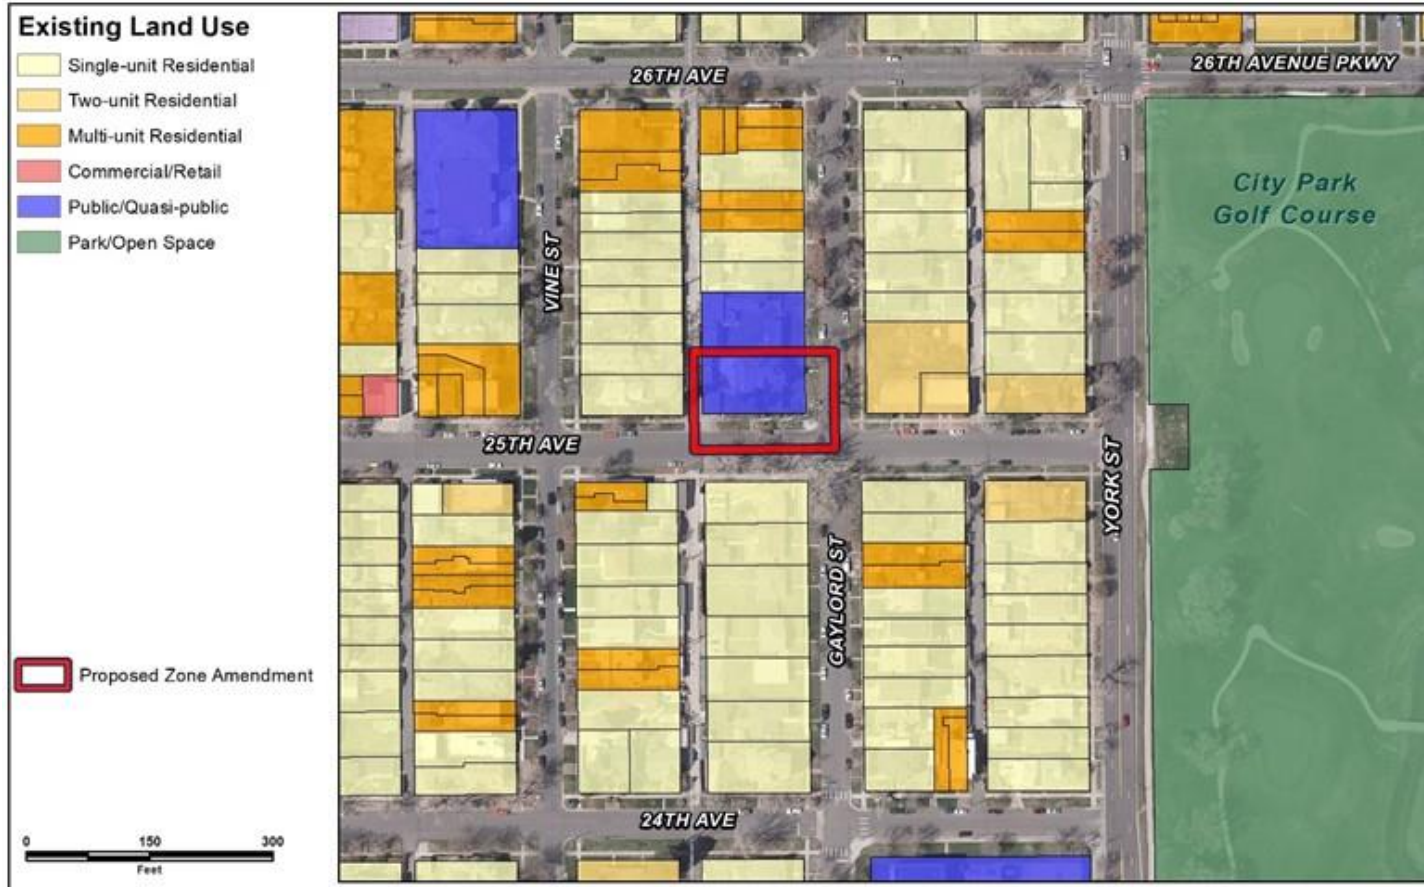 Existing Land Use
Single-unit Residential
Two-unit Residential
Multi-unit Residential
Commercial/Retail
Public/Quasi-public
Park/Open Space
Proposed Zone Amendment
0 150 300
Feet
26TH AVE
26TH AVENUE PKWY
City Park
Golf Course
VINE ST
25TH AVE
YORK ST
GAYLORD ST
24TH AVE